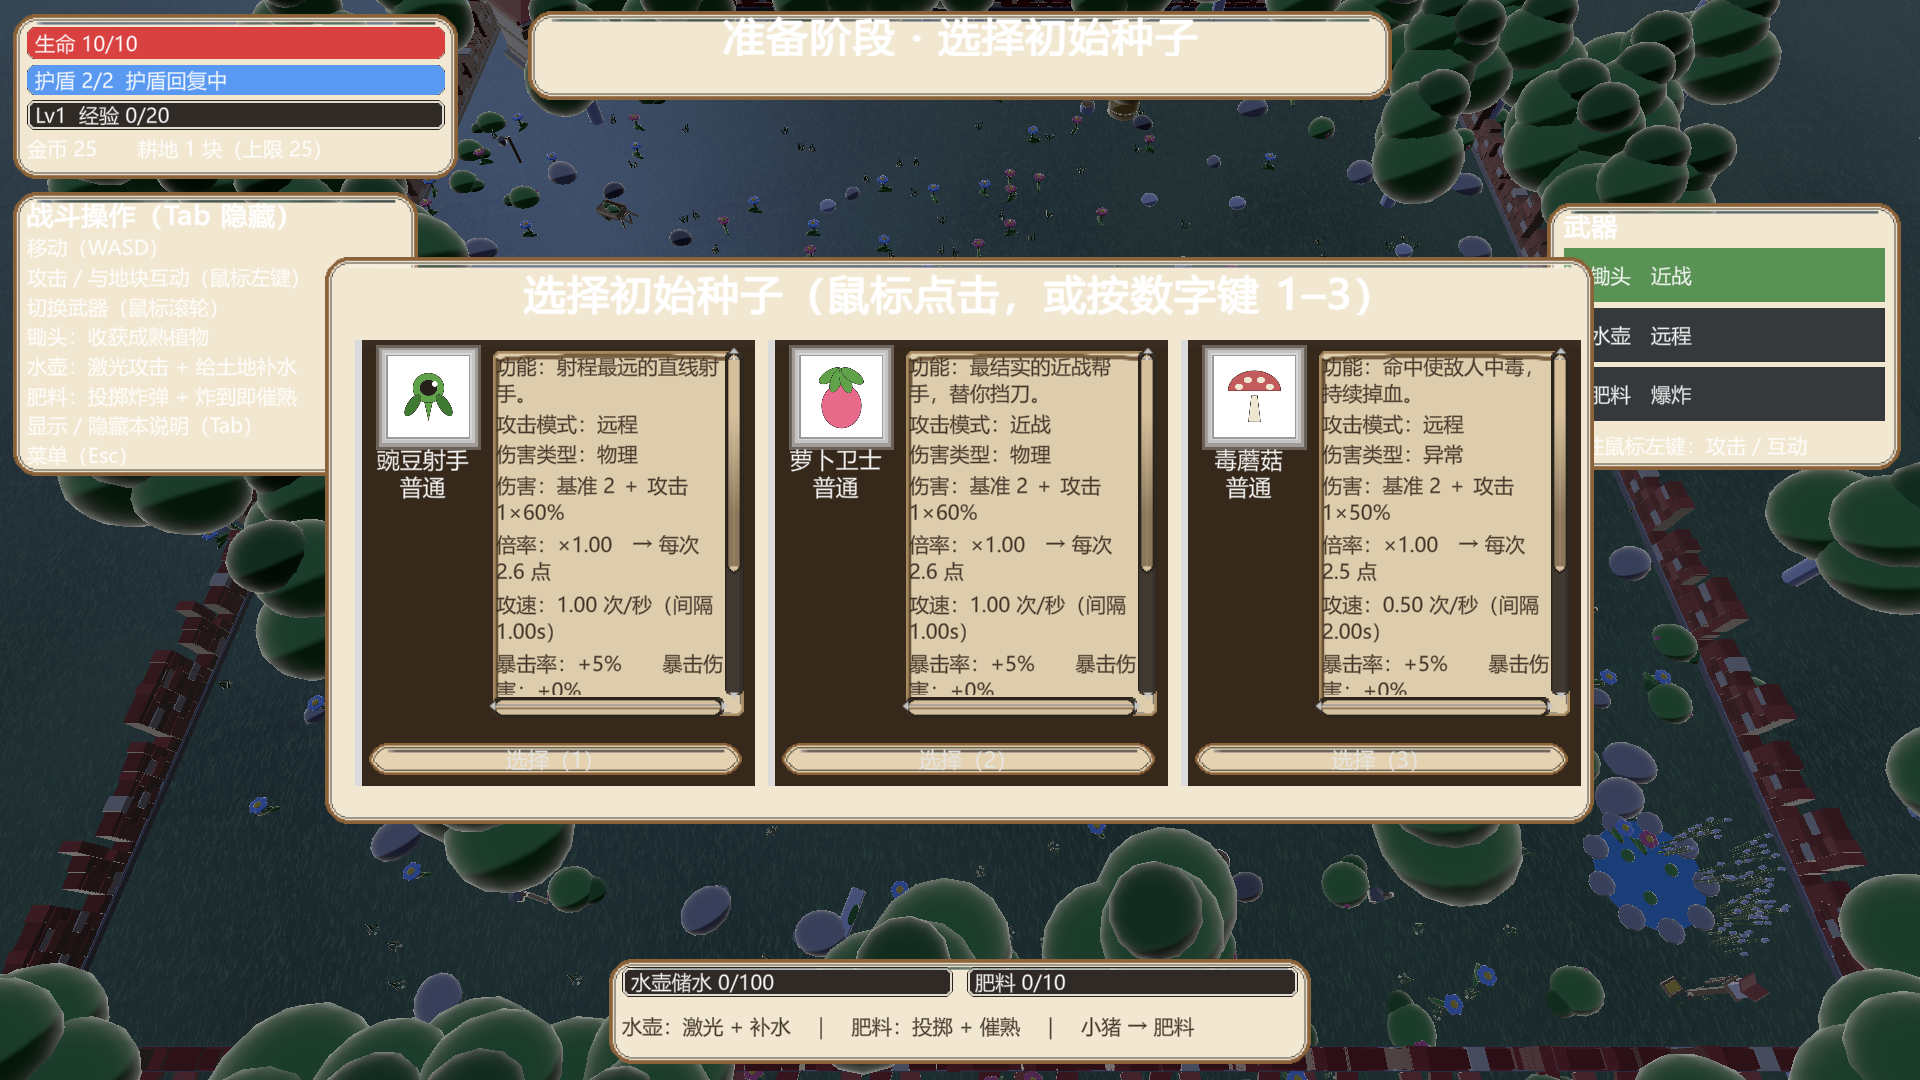 生命 10/10
护盾 2/2 护盾回复中
Lv1 经验 0/20
金币 25 耕地 1 块（上限 25）
准备阶段 · 选择初始种子
战斗操作（Tab 隐藏）
移动（WASD）
攻击 / 与地块互动（鼠标左键）
切换武器（鼠标滚轮）
锄头：收获成熟植物
水壶：激光攻击 + 给土地补水
肥料：投掷炸弹 + 炸到即催熟
显示 / 隐藏本说明（Tab）
菜单（Esc）
武器
锄头 近战
水壶 远程
肥料 爆炸
鼠标左键：攻击 / 互动
选择初始种子（鼠标点击，或按数字键 1–3）
豌豆射手
普通
功能：射程最远的直线射
手。
攻击模式：远程
伤害类型：物理
伤害：基准 2 + 攻击
1×60%
倍率：×1.00 → 每次
2.6 点
攻速：1.00 次/秒（间隔
1.00s）
暴击率：+5% 暴击伤
害：+0%
选择（1）
萝卜卫士
普通
功能：最结实的近战帮
手，替你挡刀。
攻击模式：近战
伤害类型：物理
伤害：基准 2 + 攻击
1×60%
倍率：×1.00 → 每次
2.6 点
攻速：1.00 次/秒（间隔
1.00s）
暴击率：+5% 暴击伤
害：+0%
选择（2）
毒蘑菇
普通
功能：命中使敌人中毒，
持续掉血。
攻击模式：远程
伤害类型：异常
伤害：基准 2 + 攻击
1×50%
倍率：×1.00 → 每次
2.5 点
攻速：0.50 次/秒（间隔
2.00s）
暴击率：+5% 暴击伤
害：+0%
选择（3）
水壶储水 0/100
肥料 0/10
水壶：激光 + 补水 | 肥料：投掷 + 催熟 | 小猪 → 肥料